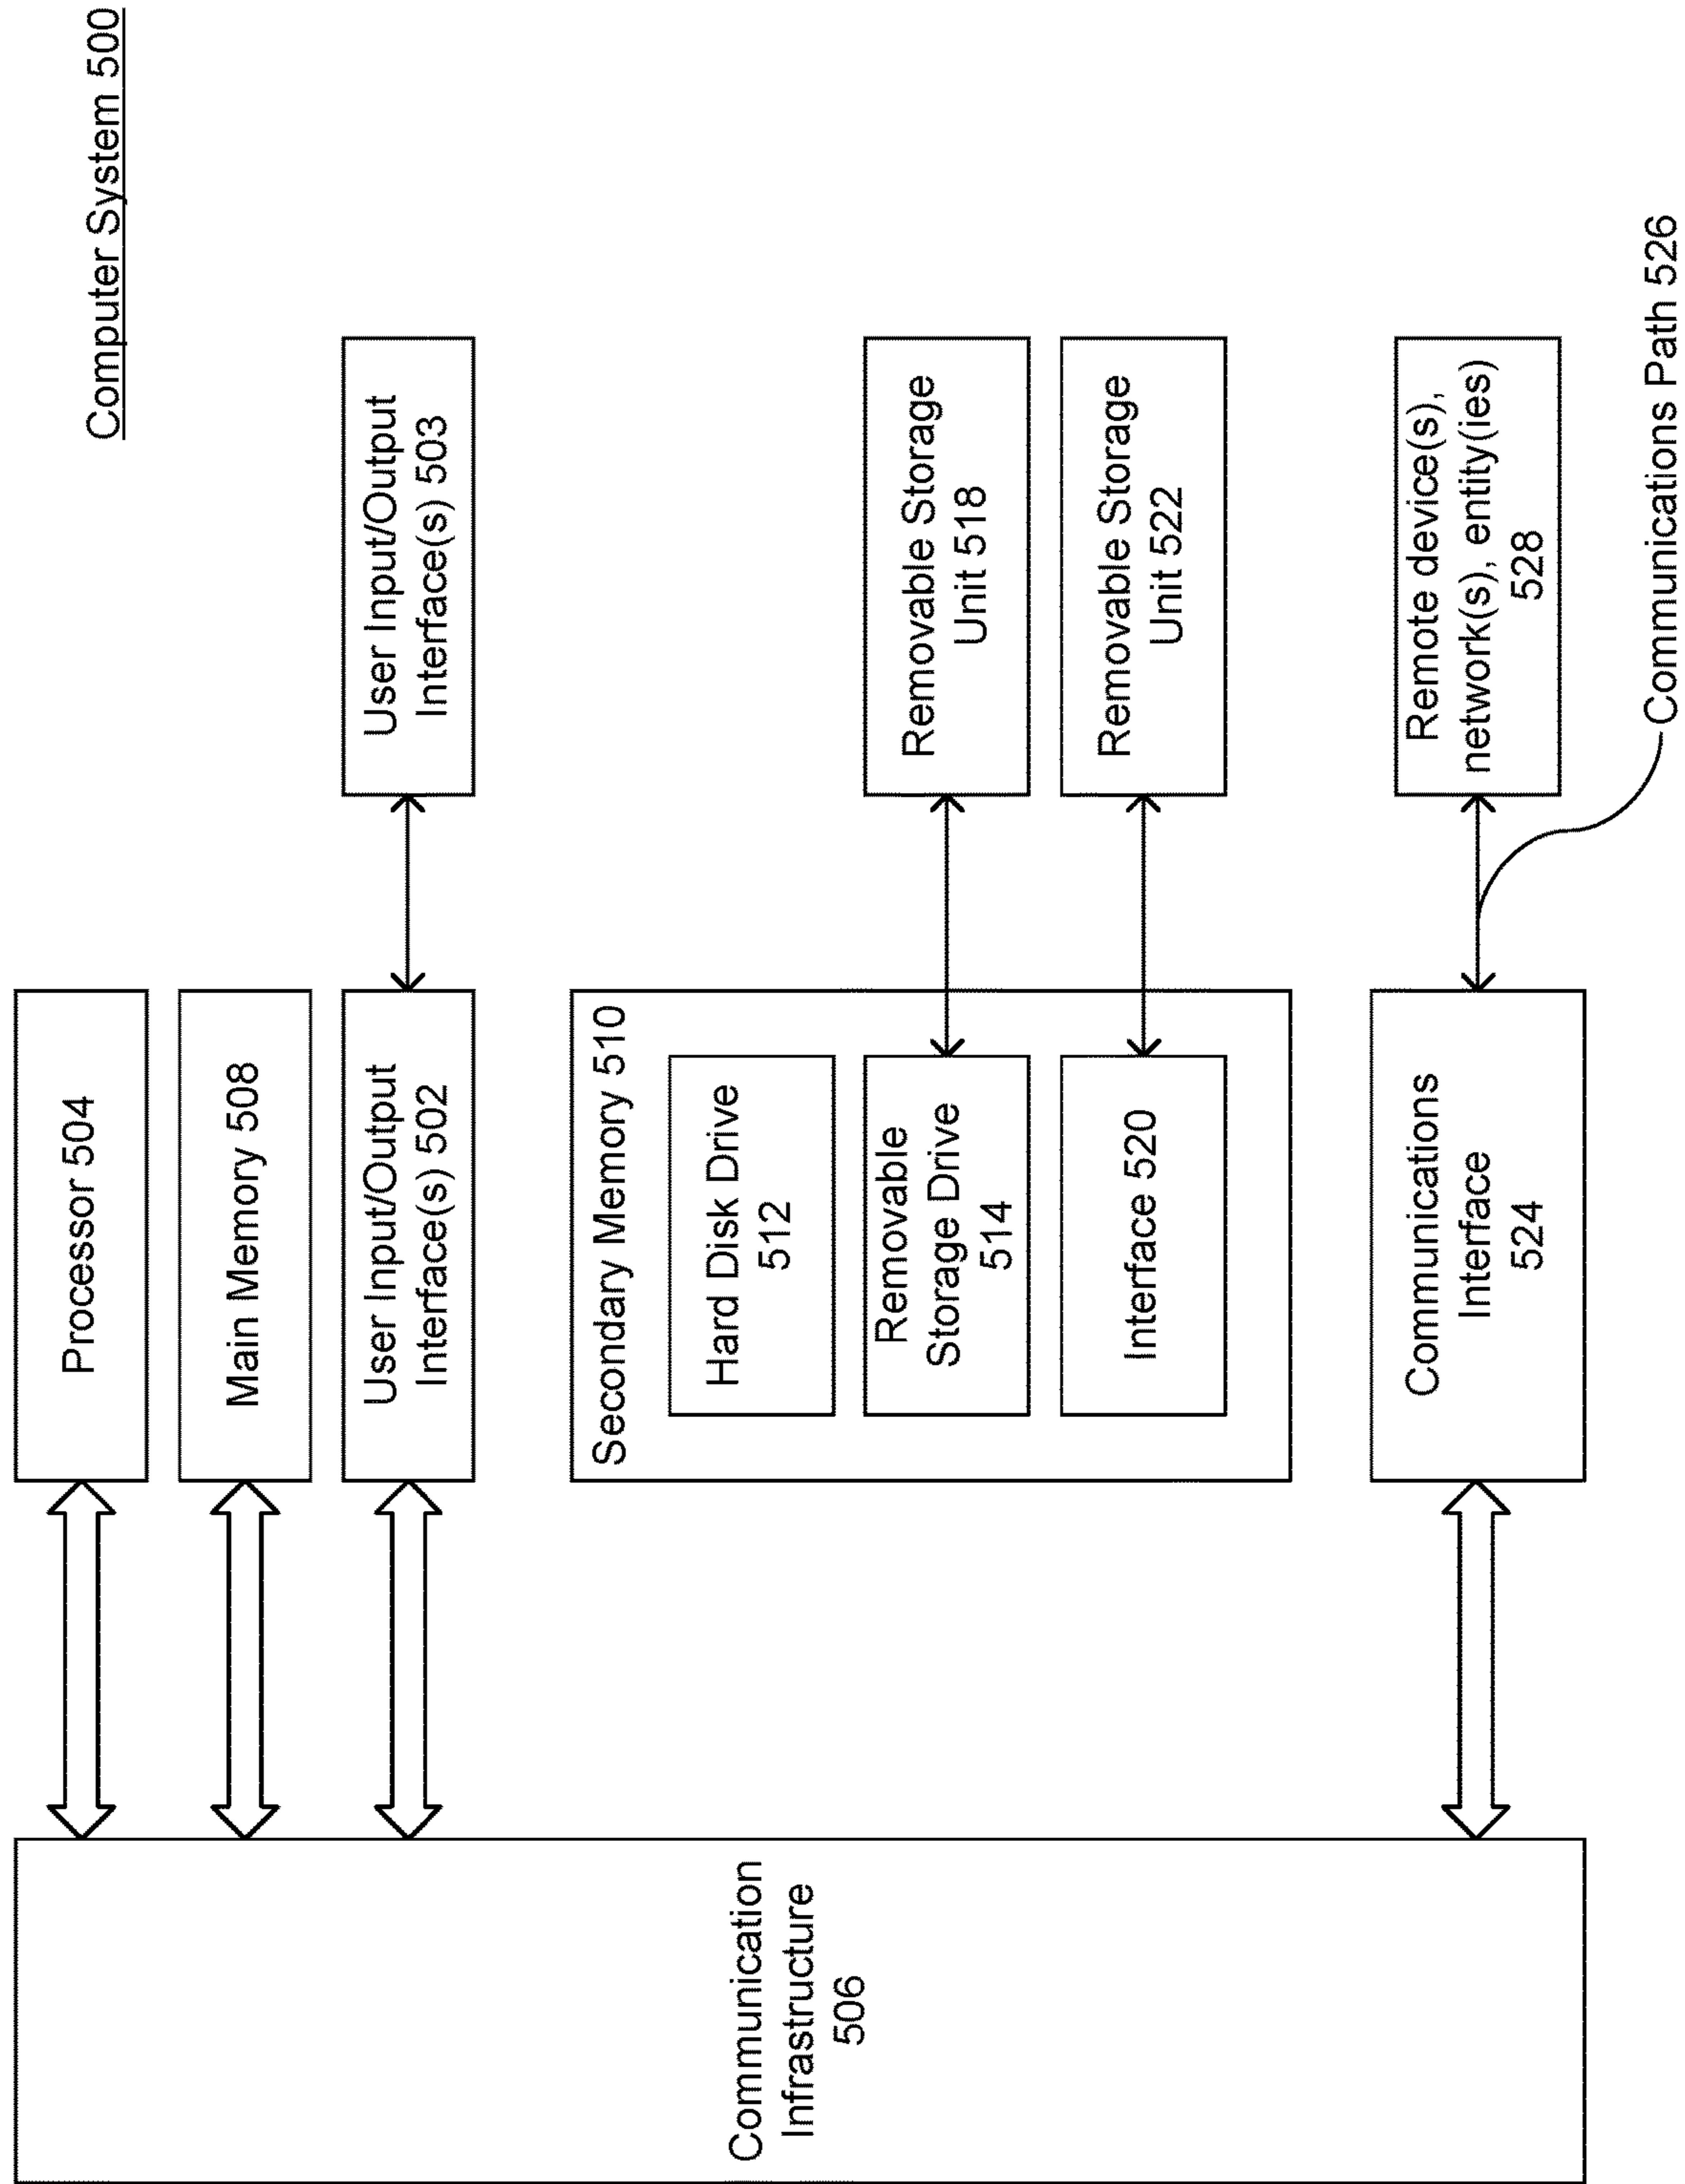 Computer System 500
Processor 504
Main Memory 508
User Input/Output
Interface(s) 502
User Input/Output
Interface(s) 503
Communication
Infrastructure
506
Secondary Memory 510
Hard Disk Drive
512
Removable
Storage Drive
514
Removable Storage
Unit 518
Interface 520
Removable Storage
Unit 522
Communications
Interface
524
Remote device(s),
network(s), entity(ies)
528
Communications Path 526